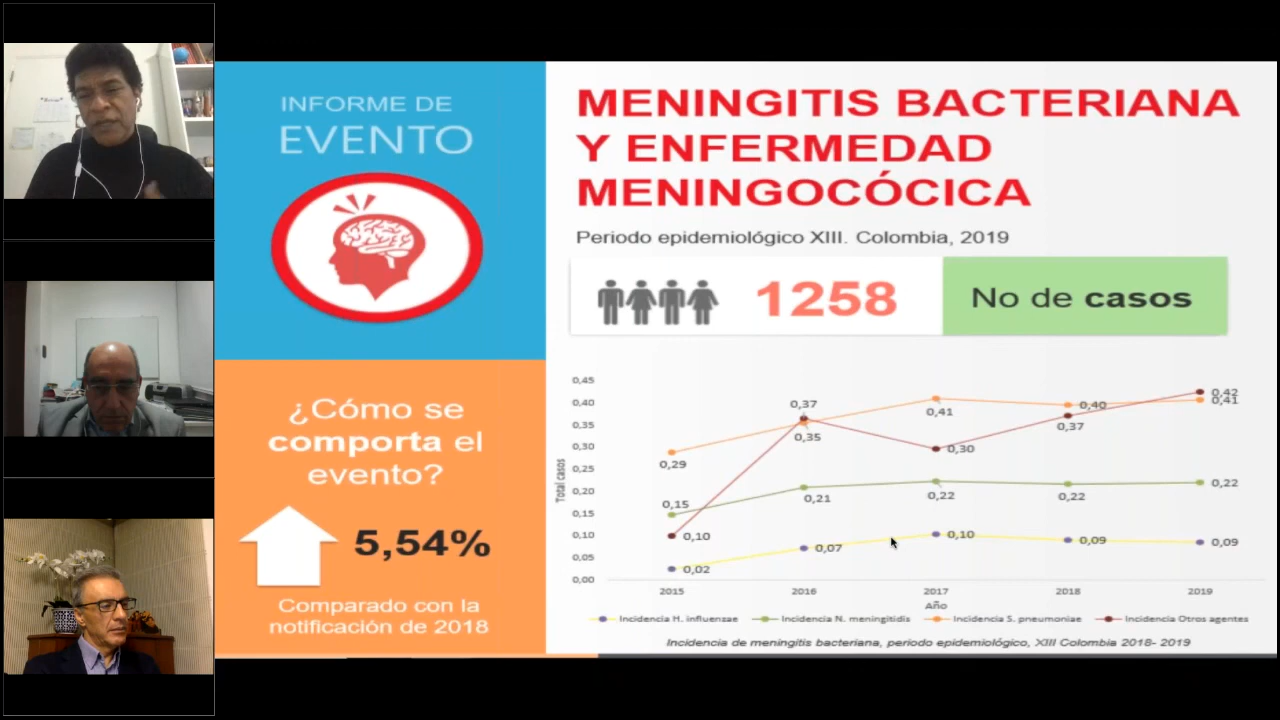 INFORME DE
EVENTO
¿Cómo se
comporta el
evento?
5,54%
Comparado con la
notificación de 2018
MENINGITIS BACTERIANA
Y ENFERMEDAD
MENINGOCÓCICA
Periodo epidemiológico XIII. Colombia, 2019
1258
No de casos
Total casos
0,45
0,40
0,35
0,30
0,25
0,20
0,15
0,10
0,05
0,00
0,29
0,35
0,41
0,40
0,41
0,10
0,37
0,30
0,37
0,42
0,15
0,21
0,22
0,22
0,22
0,02
0,07
0,10
0,09
0,09
2015 2016 2017 2018 2019
Año
Incidencia H. influenzae Incidencia N. meningitidis Incidencia S. pneumoniae Incidencia Otros agentes
Incidencia de meningitis bacteriana, periodo epidemiológico, XIII Colombia 2018- 2019